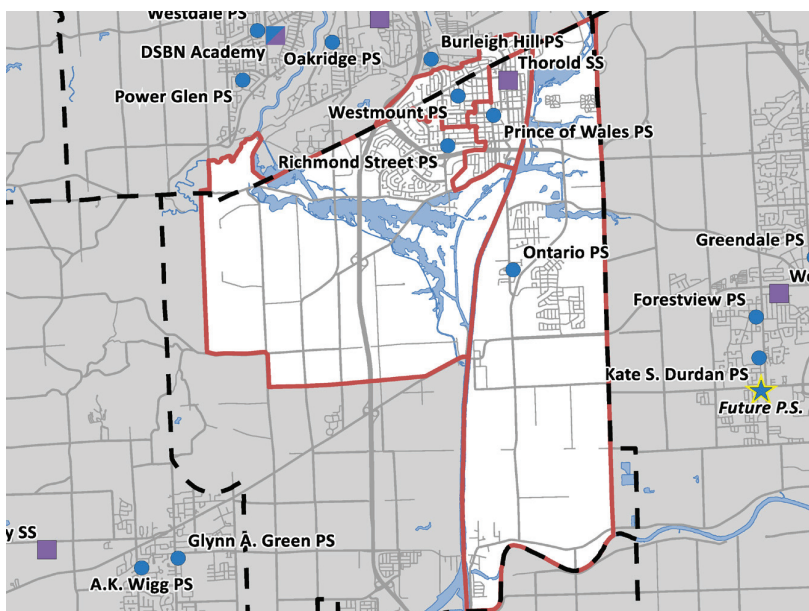 Westdale PS
DSBN Academy
Oakridge PS
Burleigh Hill PS
Thorold SS
Power Glen PS
Westmount PS
Prince of Wales PS
Richmond Street PS
Ontario PS
Greendale PS
We
Forestview PS
Kate S. Durdan PS
Future P.S.
y SS
Glynn A. Green PS
A.K. Wigg PS